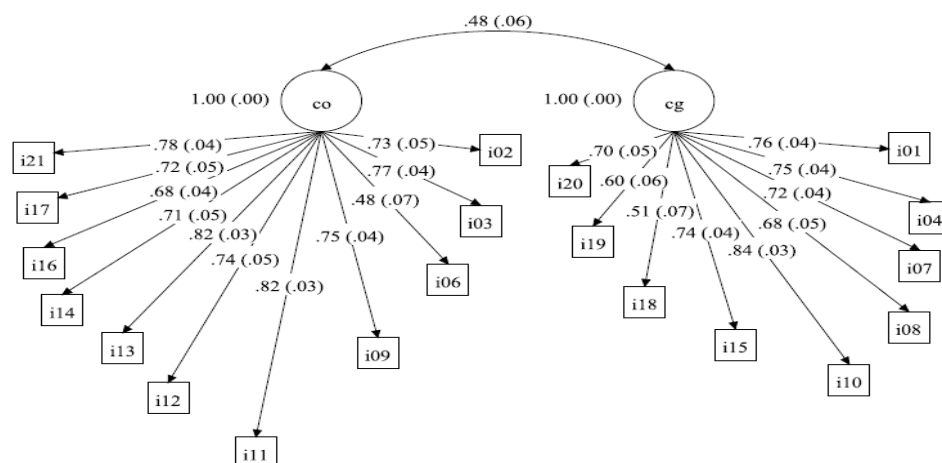 .48 (.06)
1.00 (.00)
co
1.00 (.00)
cg
.78 (.04)
.73 (.05)
.76 (.04)
i21
i02
i01
.72 (.05)
.77 (.04)
.70 (.05)
.75 (.04)
i20
i17
.68 (.04)
.48 (.07)
.60 (.06)
.72 (.04)
i03
i04
.71 (.05)
.51 (.07)
.68 (.05)
i19
.82 (.03)
.75 (.04)
.74 (.04)
.84 (.03)
i16
.74 (.05)
i06
i07
.82 (.03)
i14
i18
i08
i13
i09
i15
i12
i10
i11